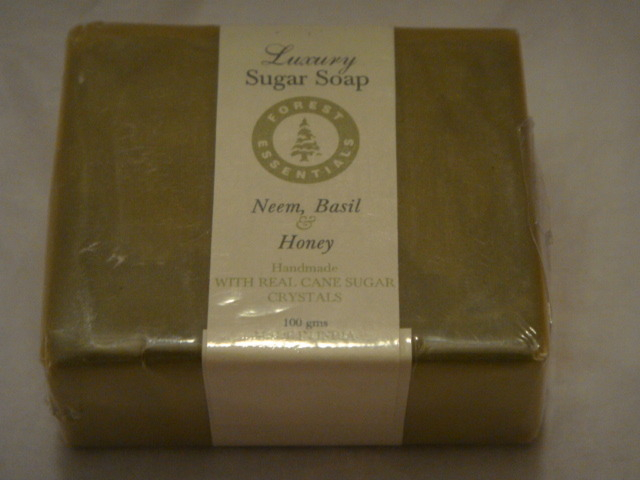 Luxury
Sugar Soap
FOREST
ESSENTIALS
Neem, Basil
&
Honey
Handmade
WITH REAL CANE SUGAR
CRYSTALS
100 gms